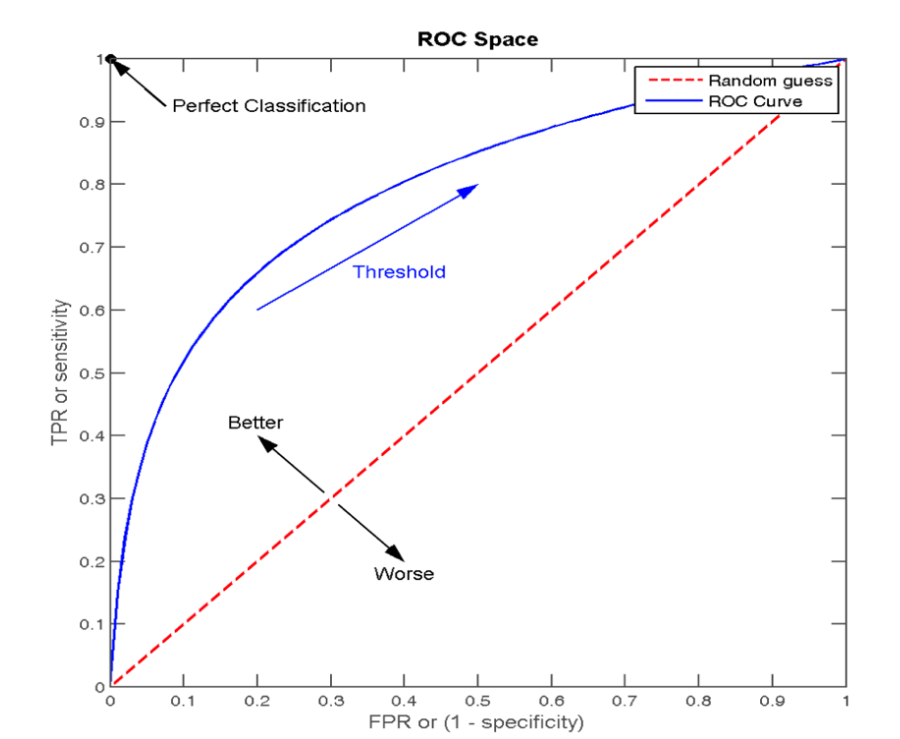 ROC Space
Perfect Classification
Random guess
ROC Curve
Threshold
Better
Worse
TPR or sensitivity
1
0.9
0.8
0.7
0.6
0.5
0.4
0.3
0.2
0.1
0
0 0.1 0.2 0.3 0.4 0.5 0.6 0.7 0.8 0.9 1
FPR or (1 - specificity)